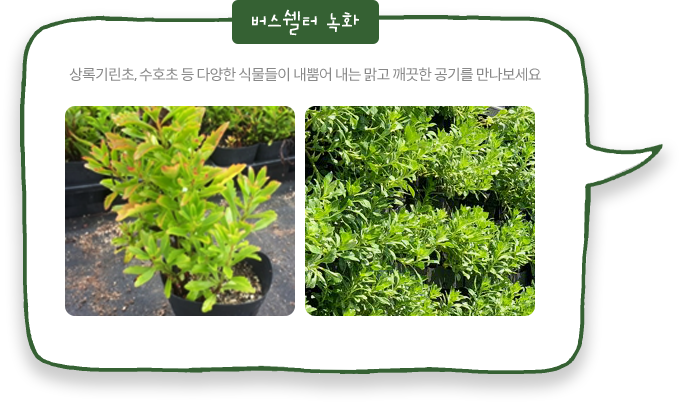 버스쉘터 녹화
상록기린초, 수호초 등 다양한 식물들이 내뿜어 내는 맑고 깨끗한 공기를 만나보세요